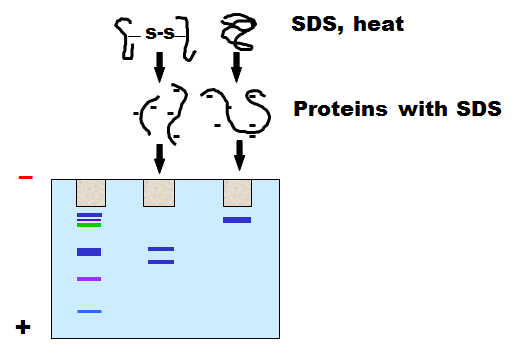 s-s
SDS, heat
Proteins with SDS
–
+